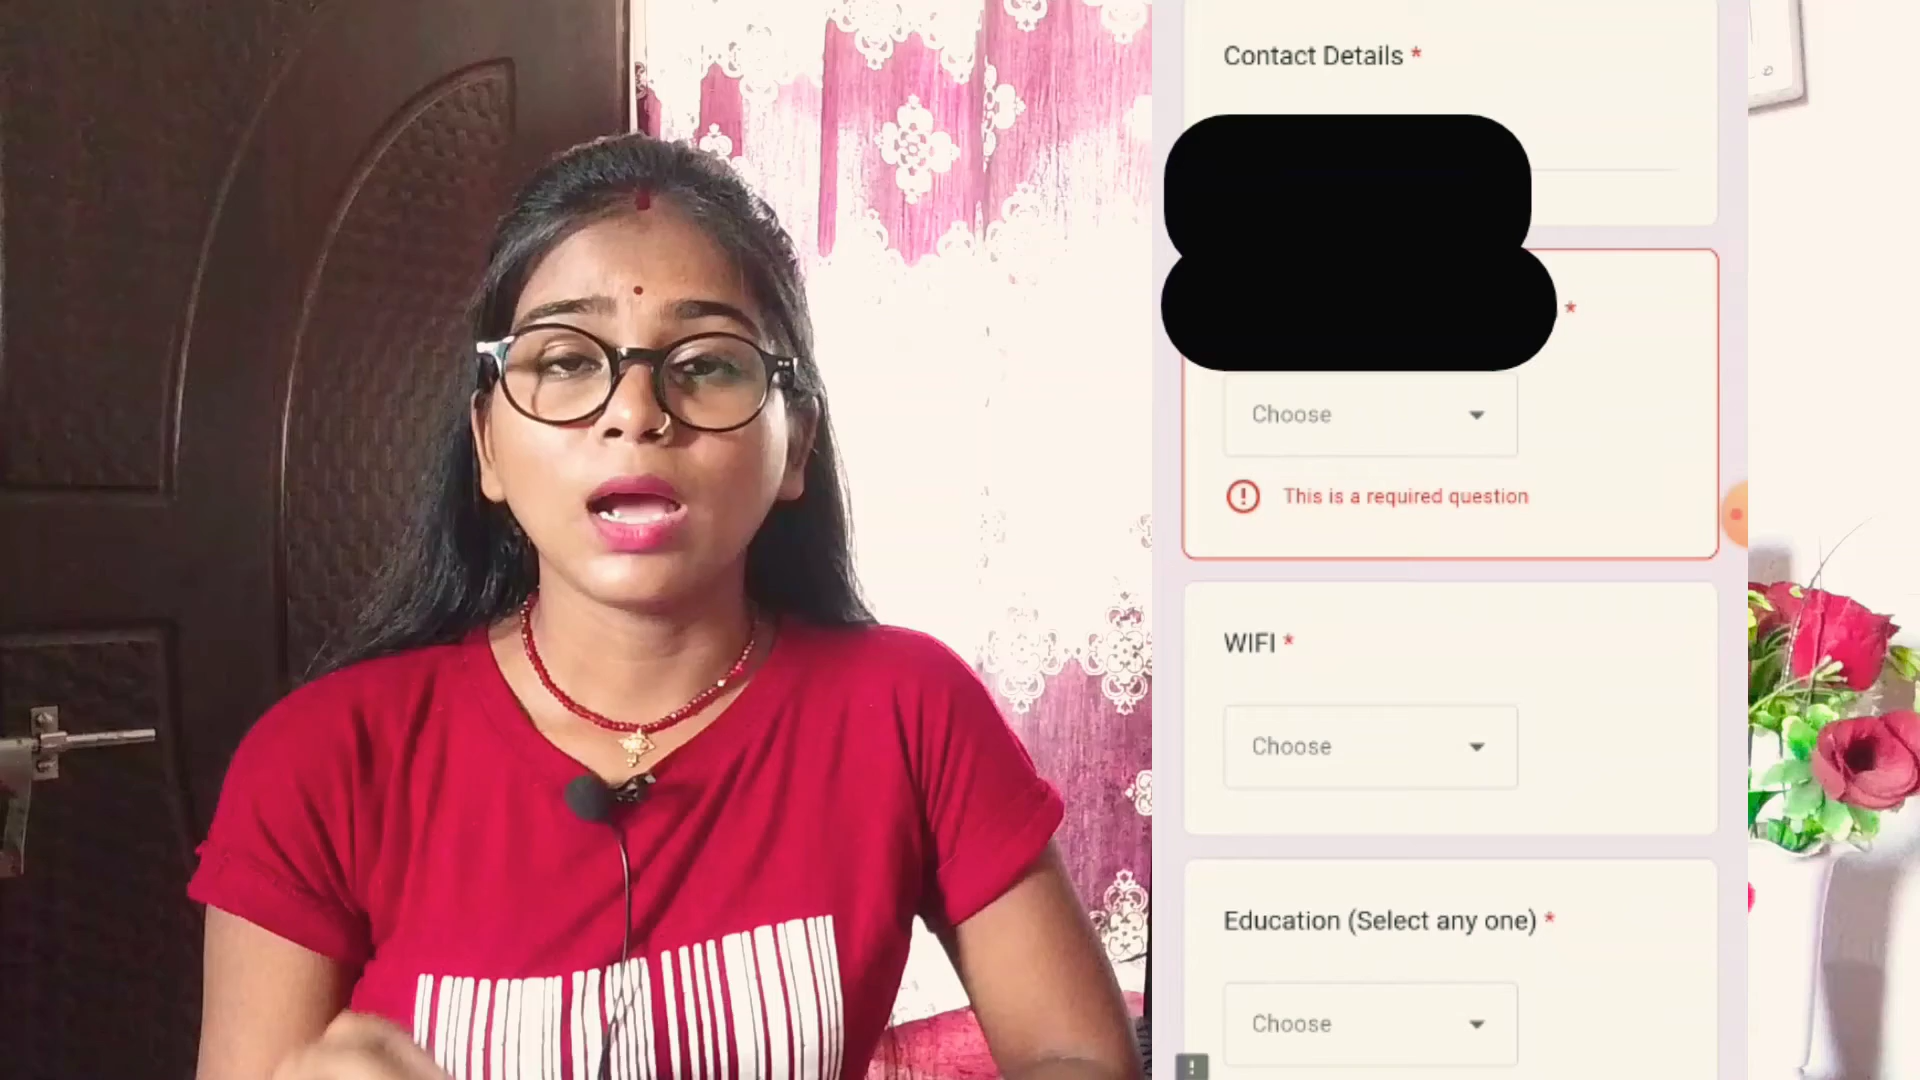 Contact Details *
*
Choose
This is a required question
WIFI *
Choose
Education (Select any one) *
Choose